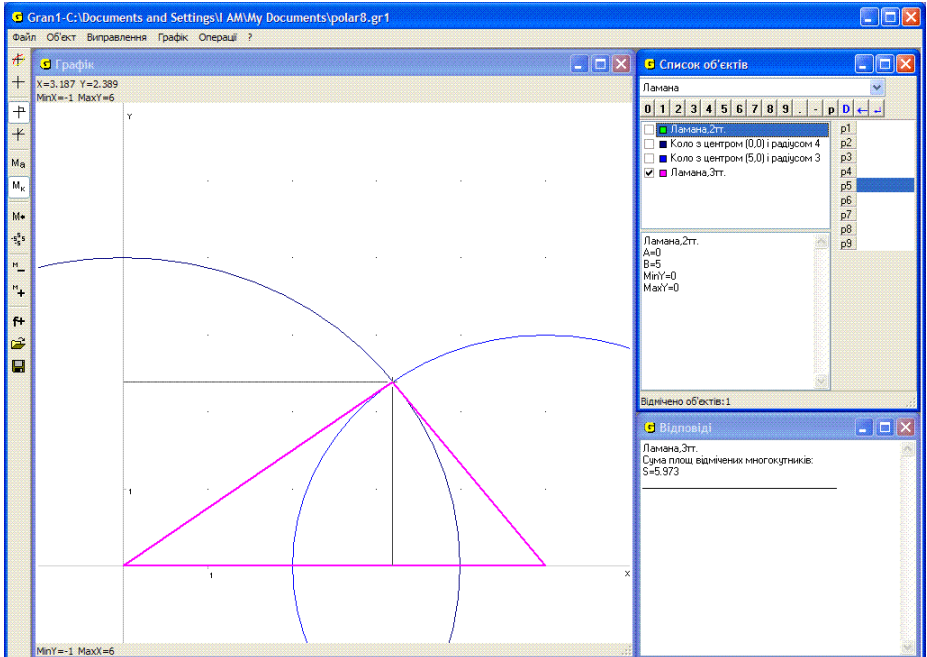 Gran1-C:\Documents and Settings\I AM\My Documents\polar8.gr1
Файл Об'єкт Виправлення Графік Операції ?
Графік
X=3.187 Y=2.389
MinX=-1 MaxY=6
Y
1
1
X
MinY=-1 MaxX=6
Ma
Mк
M
M
M
f+
Список об'єктів
Ламана
0 1 2 3 4 5 6 7 8 9 . - p D ← ↵
Ламана,2тт.
Коло з центром (0,0) і радіусом 4
Коло з центром (5,0) і радіусом 3
Ламана,3тт.
p1
p2
p3
p4
p5
p6
p7
p8
p9
Ламана,2тт.
A=0
B=5
MinY=0
MaxY=0
Відмічено об'єктів:1
Відповіді
Ламана,3тт.
Сума площ відмічених многокутників:
S=5.973